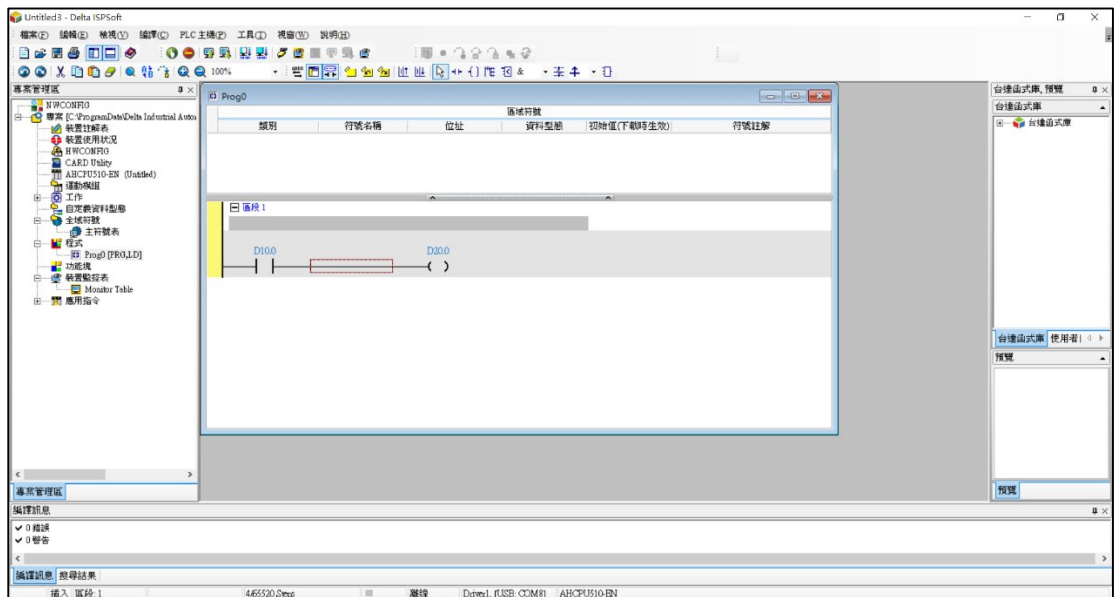 Untitled3 - Delta ISPSoft
檔案(F) 編輯(E) 檢視(V) 編譯(C) PLC 主機(P) 工具(T) 視窗(W) 說明(H)
100%
專案管理區
NWCONFIG
專案 [C:\ProgramData\Delta Industrial Autom
裝置註解表
裝置使用狀況
HWCONFIG
CARD Utility
AHCPU510-EN (Untitled)
運動模組
工作
自定義資料型態
全域符號
主符號表
程式
Prog0 [PRG,LD]
功能塊
裝置監控表
Monitor Table
應用指令
專案管理區
Prog0
區域符號
類別 符號名稱 位址 資料型態 初始值(下載時生效) 符號註解
區段 1
D10.0 D20.0
台達函式庫, 預覽
台達函式庫
台達函式庫
台達函式庫 使用者
預覽
預覽
編譯訊息
0 錯誤
0 警告
編譯訊息 搜尋結果
插入 區段: 1 4/65520 Steps 離線 Driver1, [USB: COM8] AHCPU510-EN